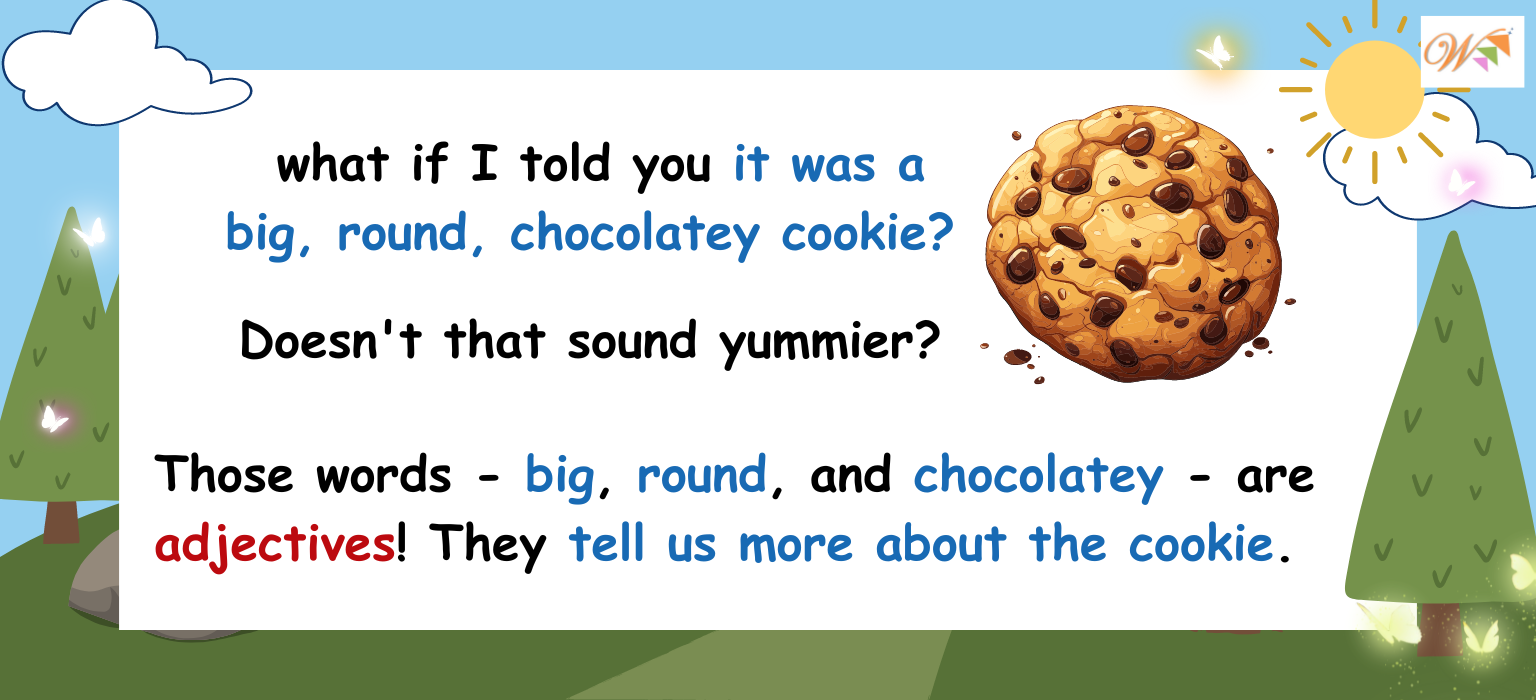 W
what if I told you it was a
big, round, chocolatey cookie?
Doesn't that sound yummier?
Those words - big, round, and chocolatey - are
adjectives! They tell us more about the cookie.